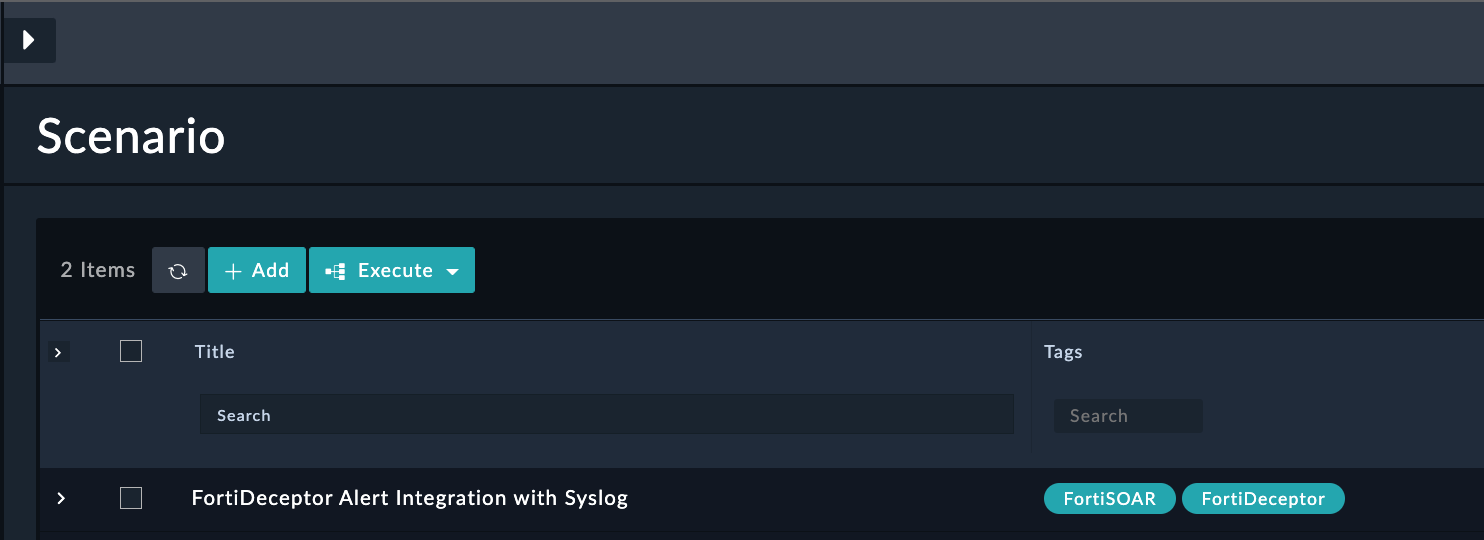 Scenario
2 Items Add Execute
Title Tags
Search Search
FortiDeceptor Alert Integration with Syslog FortiSOAR FortiDeceptor